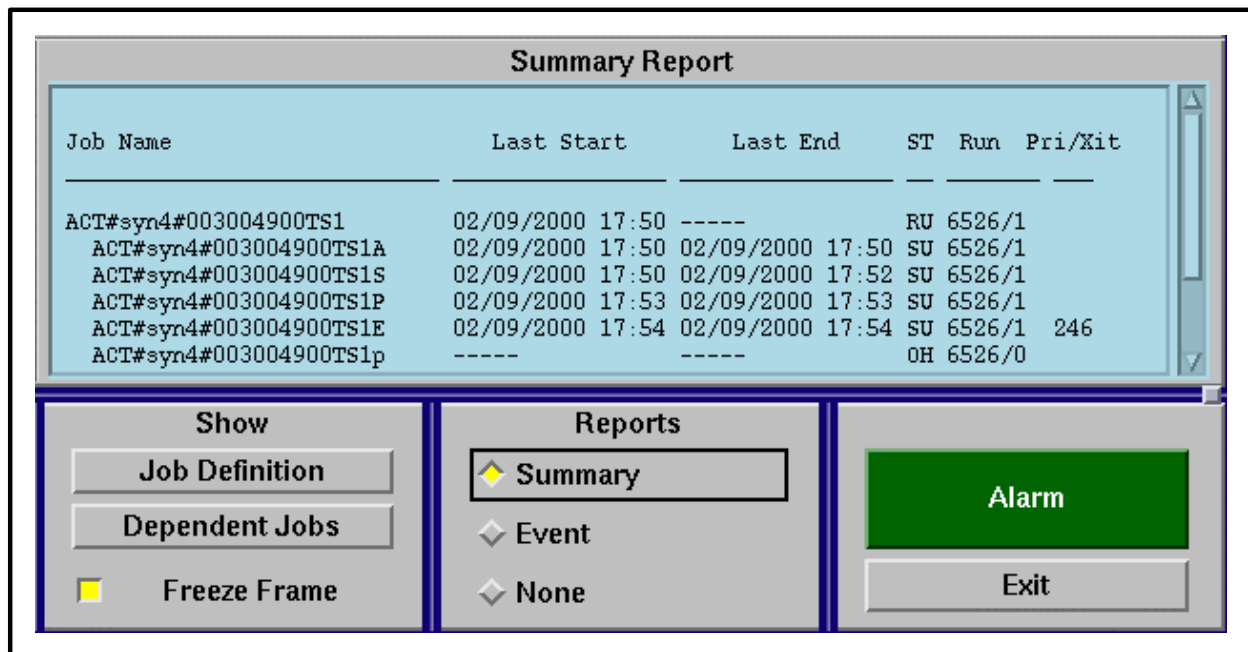 Summary Report
Job Name Last Start Last End ST Run Pri/Xit
ACT#syn4#003004900TS1 02/09/2000 17:50 ----- RU 6526/1
ACT#syn4#003004900TS1A 02/09/2000 17:50 02/09/2000 17:50 SU 6526/1
ACT#syn4#003004900TS1S 02/09/2000 17:50 02/09/2000 17:52 SU 6526/1
ACT#syn4#003004900TS1P 02/09/2000 17:53 02/09/2000 17:53 SU 6526/1
ACT#syn4#003004900TS1E 02/09/2000 17:54 02/09/2000 17:54 SU 6526/1 246
ACT#syn4#003004900TS1p ----- ----- OH 6526/0
Show
Job Definition
Dependent Jobs
Freeze Frame
Reports
Summary
Event
None
Alarm
Exit